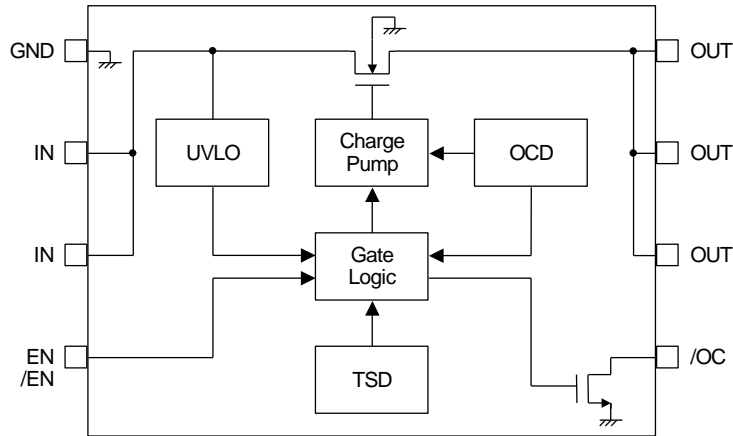 GND
OUT
IN
UVLO
Charge
Pump
OCD
OUT
IN
Gate
Logic
OUT
EN
/EN
TSD
/OC